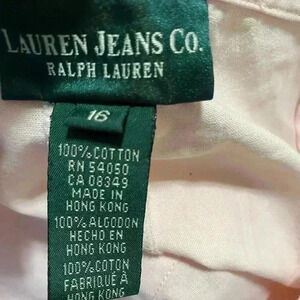 LAUREN JEANS CO.
RALPH LAUREN
16
100% COTTON
RN 54050
CA 08349
MADE IN
HONG KONG
100% ALGODON
HECHO EN
HONG KONG
100% COTON
FABRIQUÉ À
HONG KONG